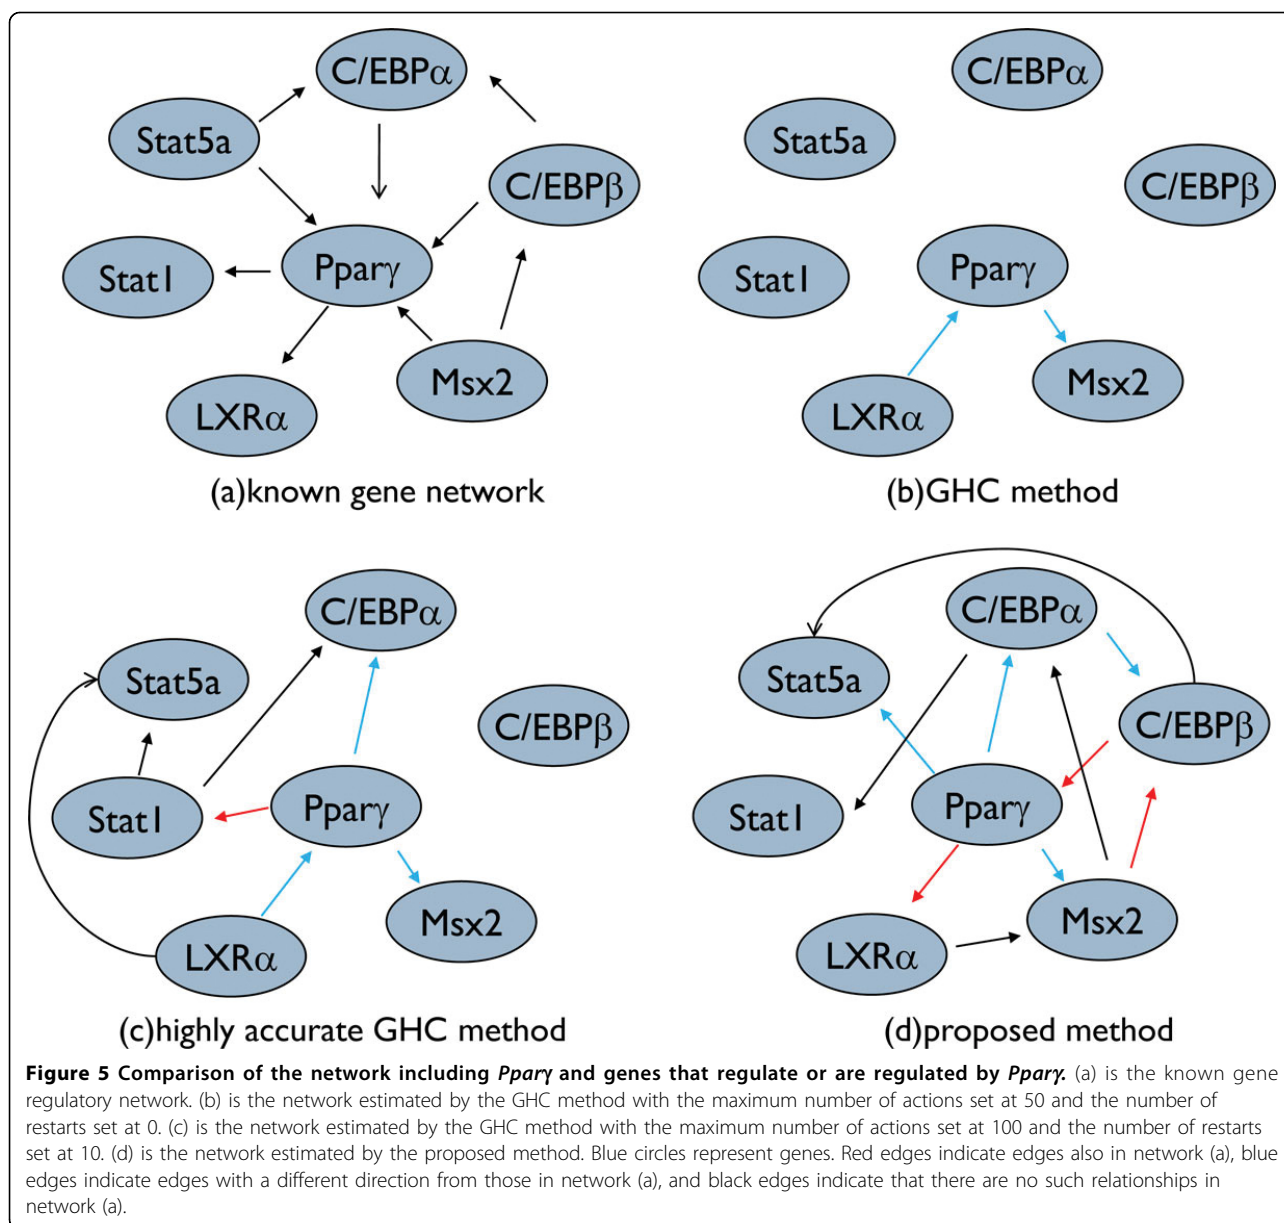 C/EBPα
Stat5a
C/EBPβ
Pparγ
Stat1
Msx2
LXRα
(a)known gene network
C/EBPα
Stat5a
C/EBPβ
Pparγ
Stat1
Msx2
LXRα
(b)GHC method
C/EBPα
Stat5a
C/EBPβ
Pparγ
Stat1
Msx2
LXRα
(c)highly accurate GHC method
C/EBPα
Stat5a
C/EBPβ
Pparγ
Stat1
Msx2
LXRα
(d)proposed method
Figure 5 Comparison of the network including Pparγ and genes that regulate or are regulated by Pparγ. (a) is the known gene
regulatory network. (b) is the network estimated by the GHC method with the maximum number of actions set at 50 and the number of
restarts set at 0. (c) is the network estimated by the GHC method with the maximum number of actions set at 100 and the number of restarts
set at 10. (d) is the network estimated by the proposed method. Blue circles represent genes. Red edges indicate edges also in network (a), blue
edges indicate edges with a different direction from those in network (a), and black edges indicate that there are no such relationships in
network (a).